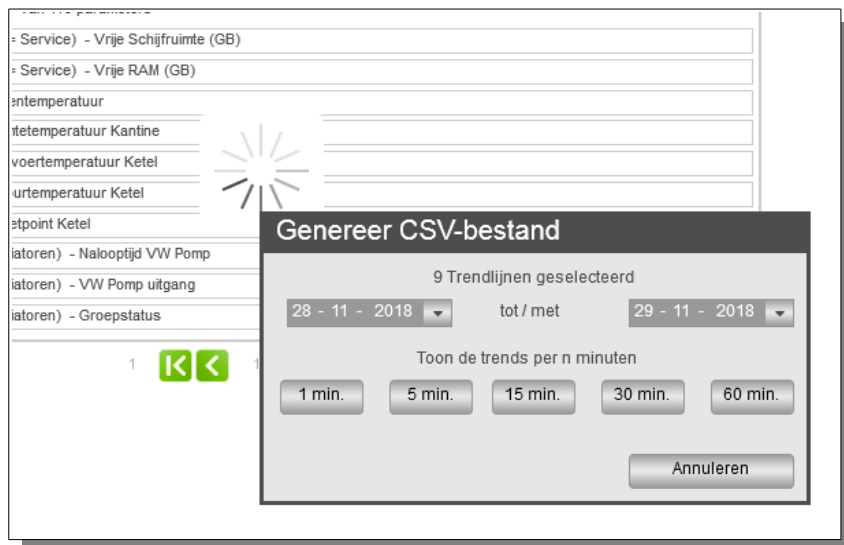 = Service) - Vrije Schijfruimte (GB)
= Service) - Vrije RAM (GB)
entemperatuur
Kantine
voertemperatuur Ketel
urtemperatuur Ketel
etpoint Ketel
iatoren) - Nalooptijd VW Pomp
iatoren) - VW Pomp uitgang
iatoren) - Groepstatus
1
1
Genereer CSV-bestand
9 Trendlijnen geselecteerd
28 - 11 - 2018 tot / met 29 - 11 - 2018
Toon de trends per n minuten
1 min. 5 min. 15 min. 30 min. 60 min.
Annuleren